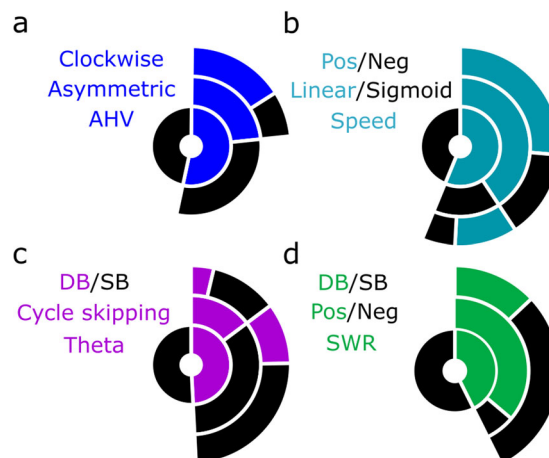 a
Clockwise
Asymmetric
AHV
b
Pos/Neg
Linear/Sigmoid
Speed
c
DB/SB
Cycle skipping
Theta
d
DB/SB
Pos/Neg
SWR